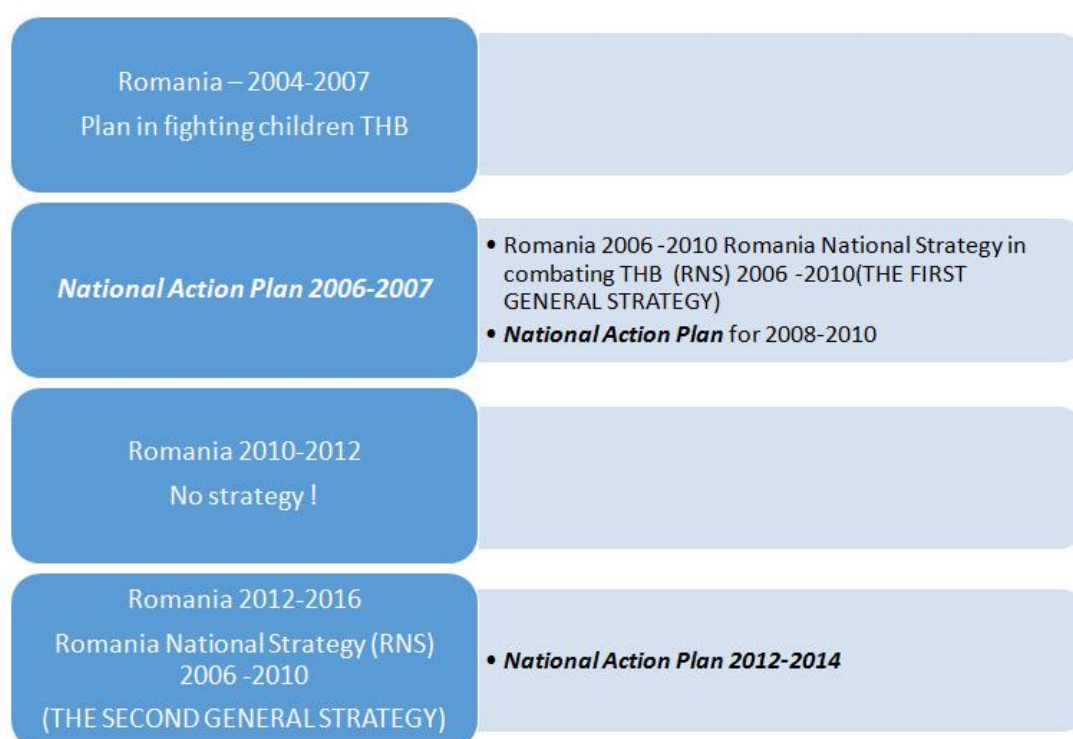 Romania – 2004-2007
Plan in fighting children THB
National Action Plan 2006-2007
• Romania 2006 -2010 Romania National Strategy in
combating THB (RNS) 2006 -2010(THE FIRST
GENERAL STRATEGY)
• National Action Plan for 2008-2010
Romania 2010-2012
No strategy !
Romania 2012-2016
Romania National Strategy (RNS)
2006 -2010
(THE SECOND GENERAL STRATEGY)
• National Action Plan 2012-2014